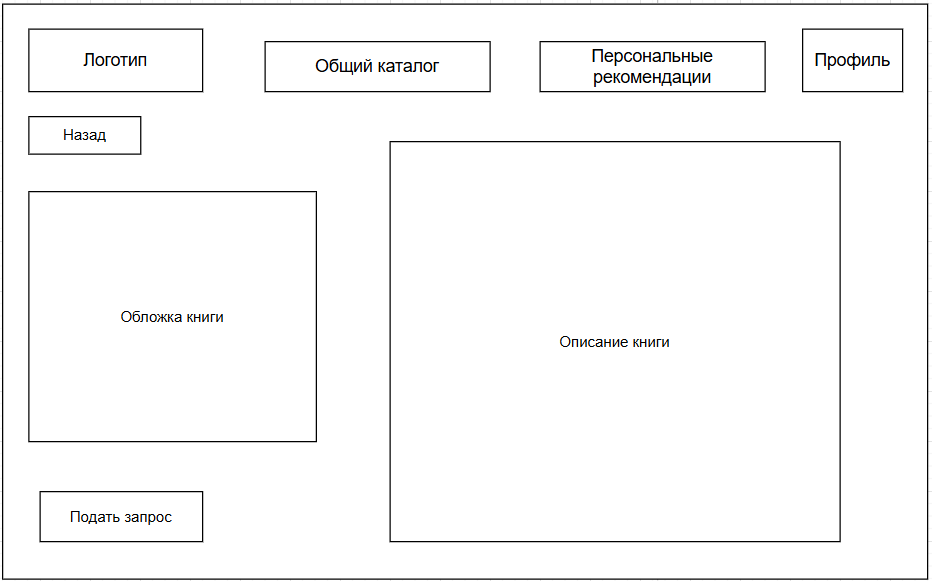 Логотип
Общий каталог
Персональные
рекомендации
Профиль
Назад
Обложка книги
Описание книги
Подать запрос